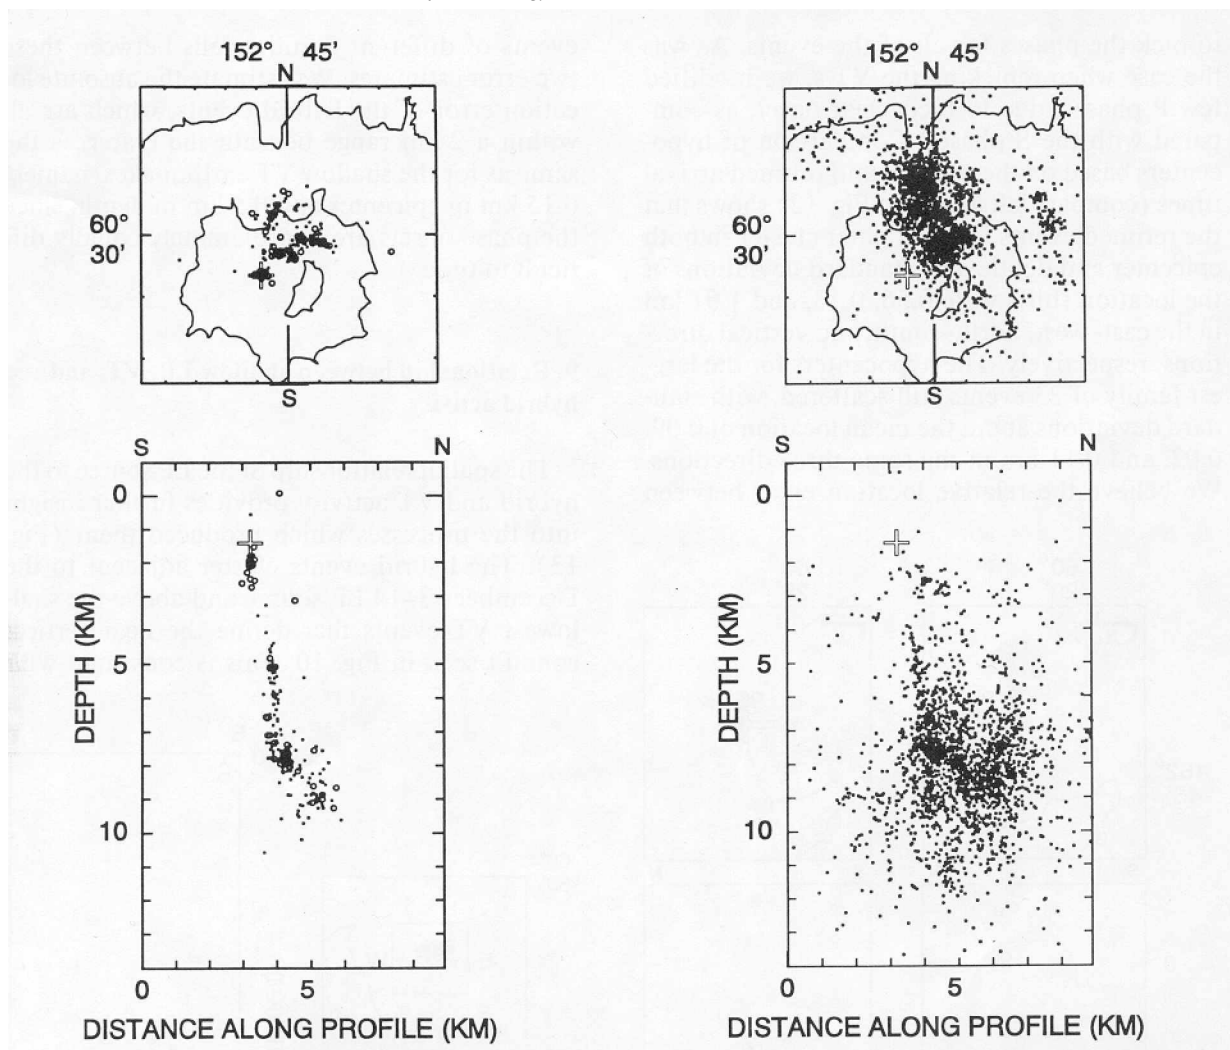 152° 45'
N
60°
30'
S
S N
0
5
10
DEPTH (KM)
0 5
DISTANCE ALONG PROFILE (KM)
152° 45'
N
60°
30'
S
S N
0
5
10
DEPTH (KM)
0 5
DISTANCE ALONG PROFILE (KM)